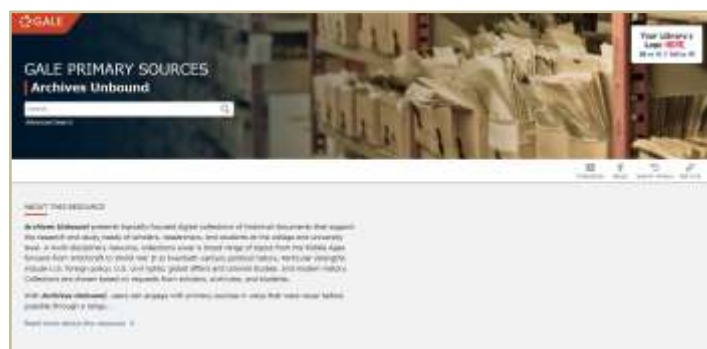 GALE
Your Library's
Logo HERE
GALE PRIMARY SOURCES
Archives Unbound
Search
Advanced Search
ABOUT THIS RESOURCE
Archives Unbound presents topically-focused digital collections of historical documents that support
the research and study needs of scholars, researchers, and students at the college and university
level. A multi-disciplinary resource, collections cover a broad range of topics from the Middle Ages
forward-from Witchcraft to World War II to twentieth-century political history. Particular strengths
include U.S. foreign policy; U.S. civil rights; global affairs and colonial studies; and modern history.
Collections are chosen based on requests from scholars, archivists, and students.
With Archives Unbound, users can engage with primary sources in ways that were never before
possible through a range...
Read more about this resource